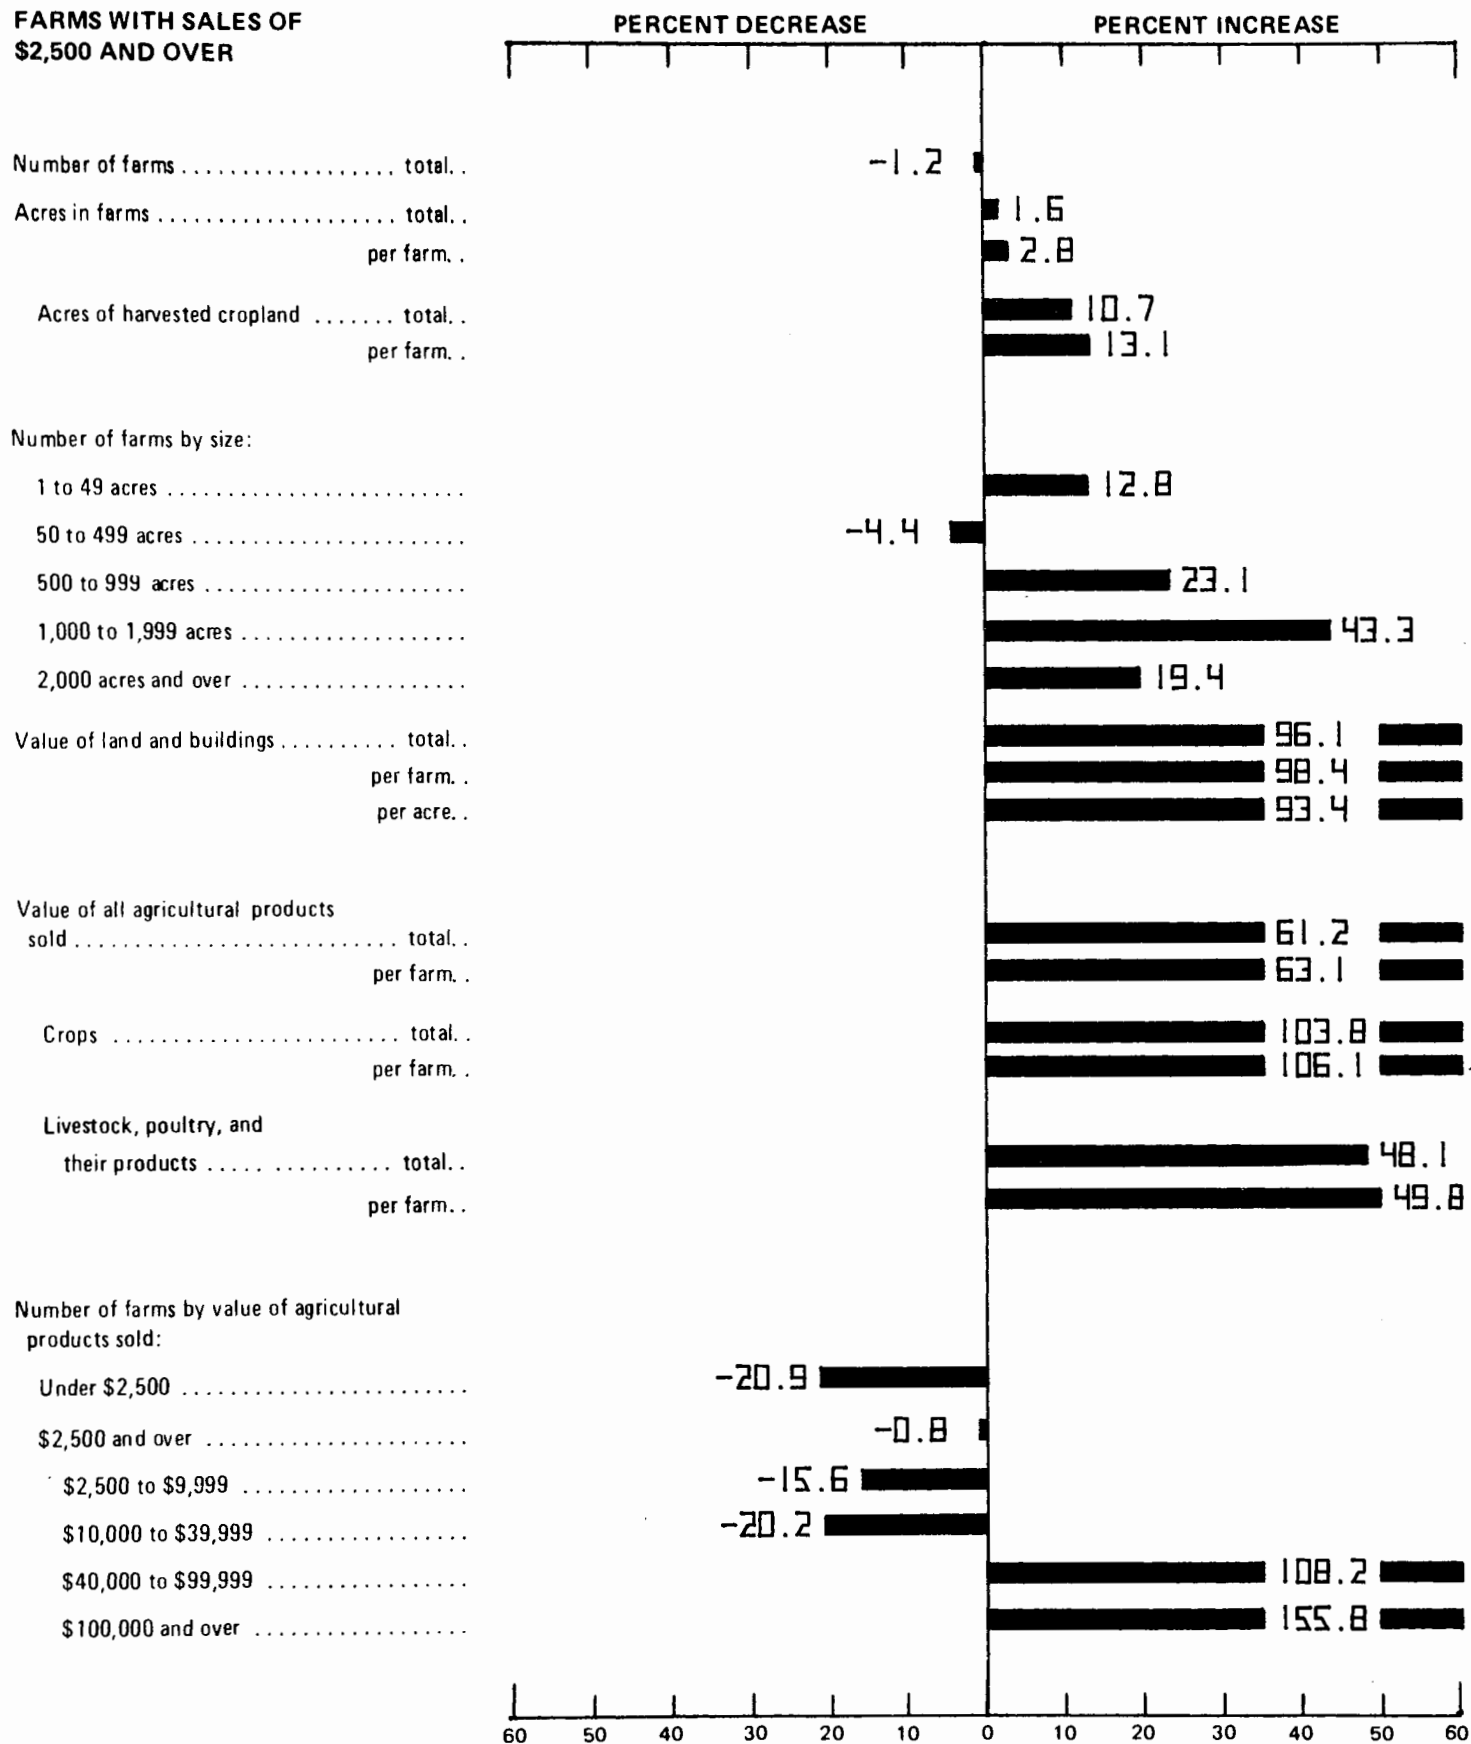 FARMS WITH SALES OF
$2,500 AND OVER
PERCENT DECREASE PERCENT INCREASE
Number of farms .................. total.. -1.2
Acres in farms .................... total.. 1.6
per farm.. 2.8
Acres of harvested cropland ....... total.. 10.7
per farm.. 13.1
Number of farms by size:
1 to 49 acres ......................... 12.8
50 to 499 acres ....................... -4.4
500 to 999 acres ...................... 23.1
1,000 to 1,999 acres ................... 43.3
2,000 acres and over ................... 19.4
Value of land and buildings .......... total.. 96.1
per farm.. 98.4
per acre.. 93.4
Value of all agricultural products
sold ........................... total.. 61.2
per farm.. 63.1
Crops .......................... total.. 103.8
per farm.. 106.1
Livestock, poultry, and
their products ..... ............. total.. 48.1
per farm.. 49.8
Number of farms by value of agricultural
products sold:
Under $2,500 ........................ -20.9
$2,500 and over ...................... -0.8
$2,500 to $9,999 ................... -15.6
$10,000 to $39,999 ................. -20.2
$40,000 to $99,999 ................. 108.2
$100,000 and over .................. 155.8
60 50 40 30 20 10 0 10 20 30 40 50 60